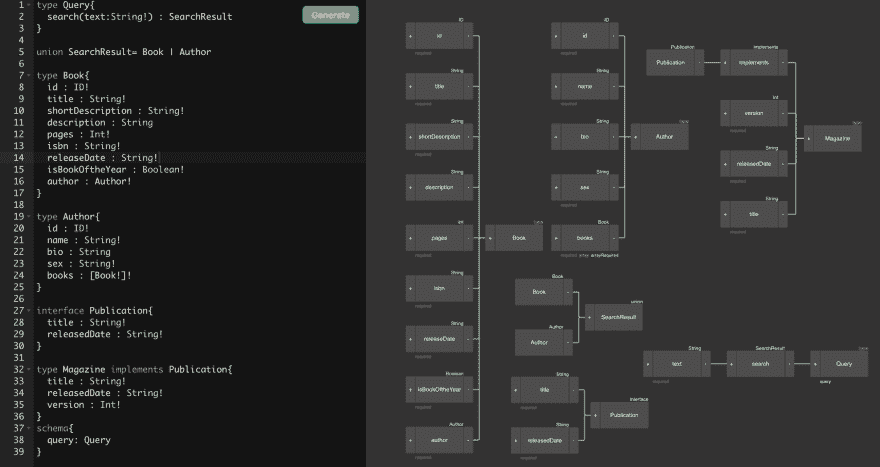 1 type Query{
2 search(text:String!) : SearchResult
3 }
4
5 union SearchResult= Book | Author
6
7 type Book{
8 id : ID!
9 title : String!
10 shortDescription : String!
11 description : String
12 pages : Int!
13 isbn : String!
14 releaseDate : String!
15 isBookOftheYear : Boolean!
16 author : Author!
17 }
18
19 type Author{
20 id : ID!
21 name : String!
22 bio : String
23 sex : String!
24 books : [Book!]!
25 }
26
27 interface Publication{
28 title : String!
29 releasedDate : String!
30 }
31
32 type Magazine implements Publication{
33 title : String!
34 releasedDate : String!
35 version : Int!
36 }
37 schema{
38 query: Query
39 }
Generate
ID
id
required
String
title
required
String
shortDescription
required
String
description
pages
required
String
isbn
required
String
releaseDate
required
Boolean
isBookOftheYear
required
Author
author
required
Book
ID
id
required
String
name
required
String
bio
String
sex
required
Book
books
required array arrayRequired
type
Author
Publication
Publication
implements
implements
Int
version
required
String
releasedDate
required
String
title
required
type
Magazine
Book
Book
Author
Author
union
SearchResult
String
title
required
String
releasedDate
required
interface
Publication
String
text
required
SearchResult
search
Query
query